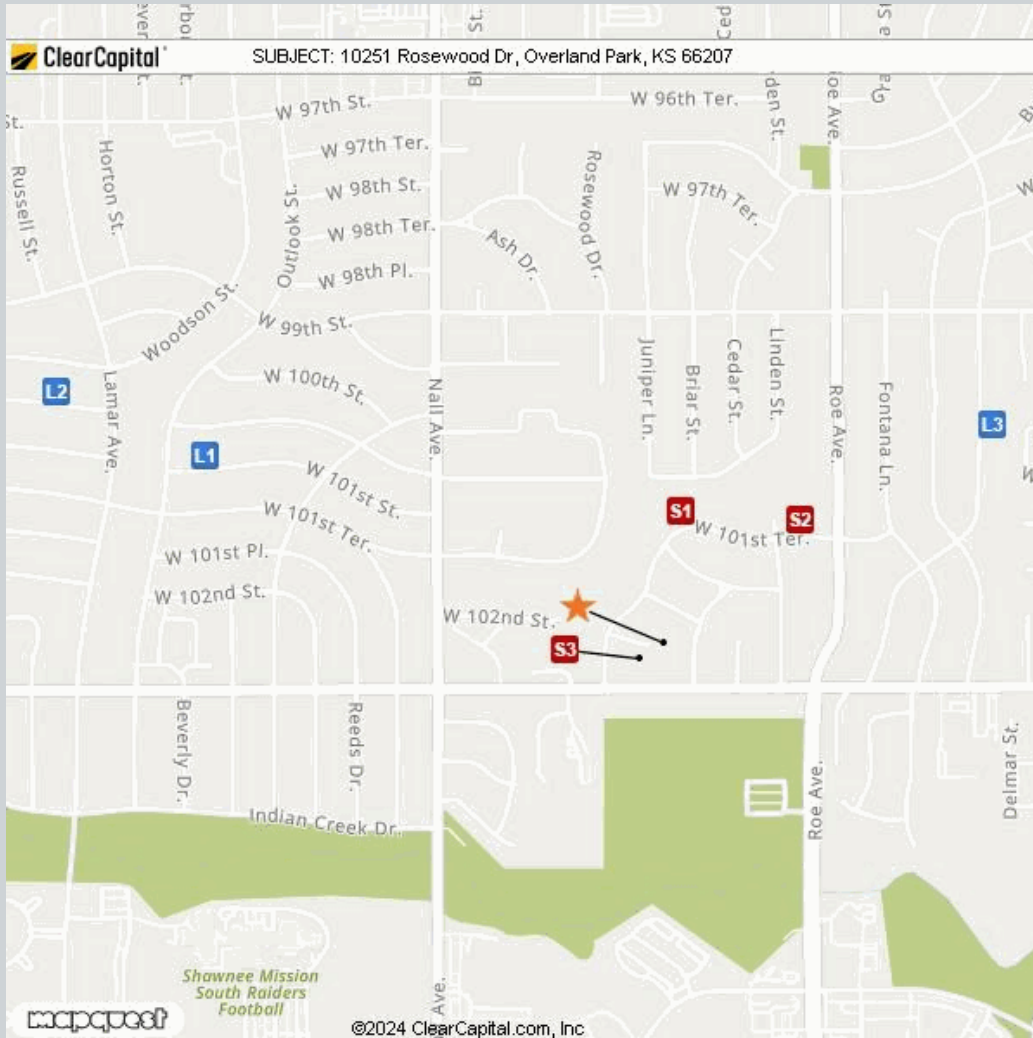 ClearCapital
SUBJECT: 10251 Rosewood Dr, Overland Park, KS 66207
W 97th St.
W 96th Ter.
Roe Ave.
St.
Horton St.
W 97th Ter.
Russell St.
W 98th St.
Outlook St.
W 98th Ter.
W 98th Pl.
Ash Dr.
Rosewood Dr.
W 97th Ter.
Woodson St.
W 99th St.
L2
Lamar Ave.
W 100th St.
Nall Ave.
Juniper Ln.
Briar St.
Cedar St.
Linden St.
Roe Ave.
Fontana Ln.
L3
L1
W 101st St.
S1
S2
W 101st Ter.
W 101st Ter.
W 101st Pl.
W 102nd St.
W 102nd St.
S3
Beverly Dr.
Reeds Dr.
Delmar St.
Roe Ave.
Indian Creek Dr.
Shawnee Mission
South Raiders
Football
Ave.
mapquest
©2024 ClearCapital.com, Inc